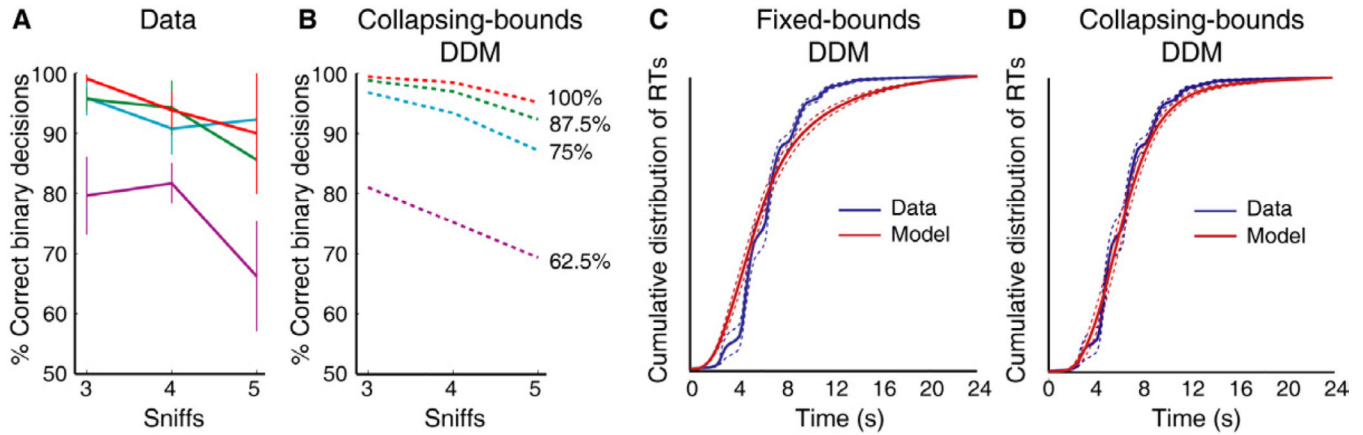 A
Data
% Correct binary decisions
100
90
80
70
60
50
3
4
5
Sniffs
B
Collapsing-bounds
DDM
% Correct binary decisions
100
90
80
70
60
50
100%
87.5%
75%
62.5%
3
4
5
Sniffs
C
Fixed-bounds
DDM
Cumulative distribution of RTs
Data
Model
0
4
8
12
16
20
24
Time (s)
D
Collapsing-bounds
DDM
Cumulative distribution of RTs
Data
Model
0
4
8
12
16
20
24
Time (s)